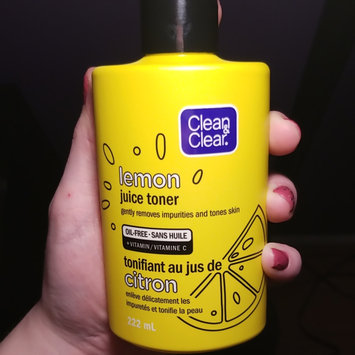 Clean &
Clear®
lemon
juice toner
gently removes impurities and tones skin
OIL-FREE • SANS HUILE
+ VITAMIN/VITAMINE C
tonifiant au jus de
citron
enlève délicatement les
impuretés et tonifie la peau
222 mL